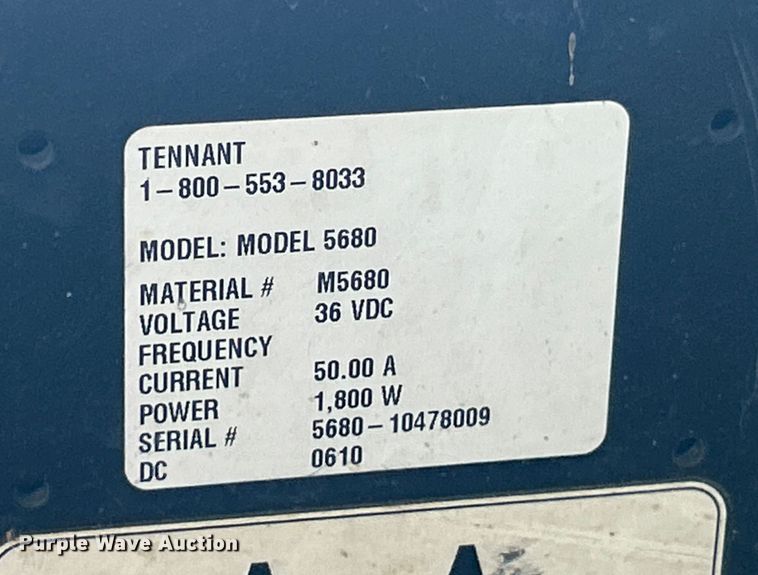 TENNANT
1-800-553-8033
MODEL: MODEL 5680
MATERIAL # M5680
VOLTAGE 36 VDC
FREQUENCY
CURRENT 50.00 A
POWER 1,800 W
SERIAL # 5680-10478009
DC 0610
Purple Wave Auction